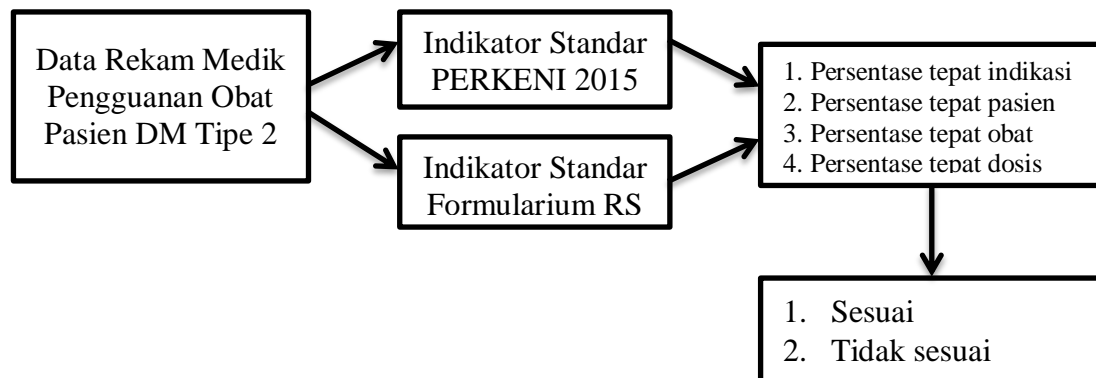 Data Rekam Medik
Pengguanan Obat
Pasien DM Tipe 2
Indikator Standar
PERKENI 2015
Indikator Standar
Formularium RS
1. Persentase tepat indikasi
2. Persentase tepat pasien
3. Persentase tepat obat
4. Persentase tepat dosis
1. Sesuai
2. Tidak sesuai